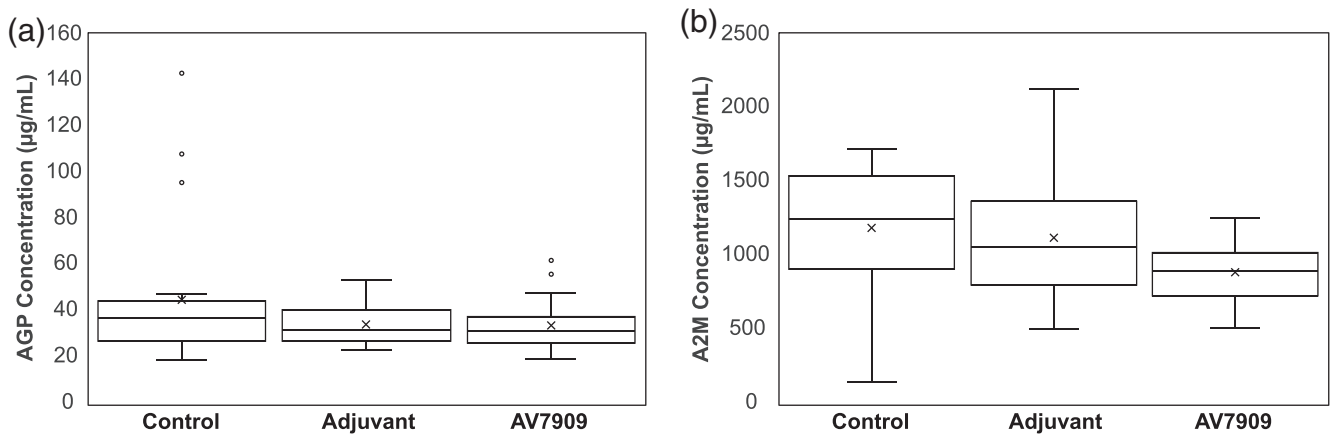 (a)
AGP Concentration (µg/mL)
160
140
120
100
80
60
40
20
0
Control
Adjuvant
AV7909
(b)
A2M Concentration (µg/mL)
2500
2000
1500
1000
500
0
Control
Adjuvant
AV7909